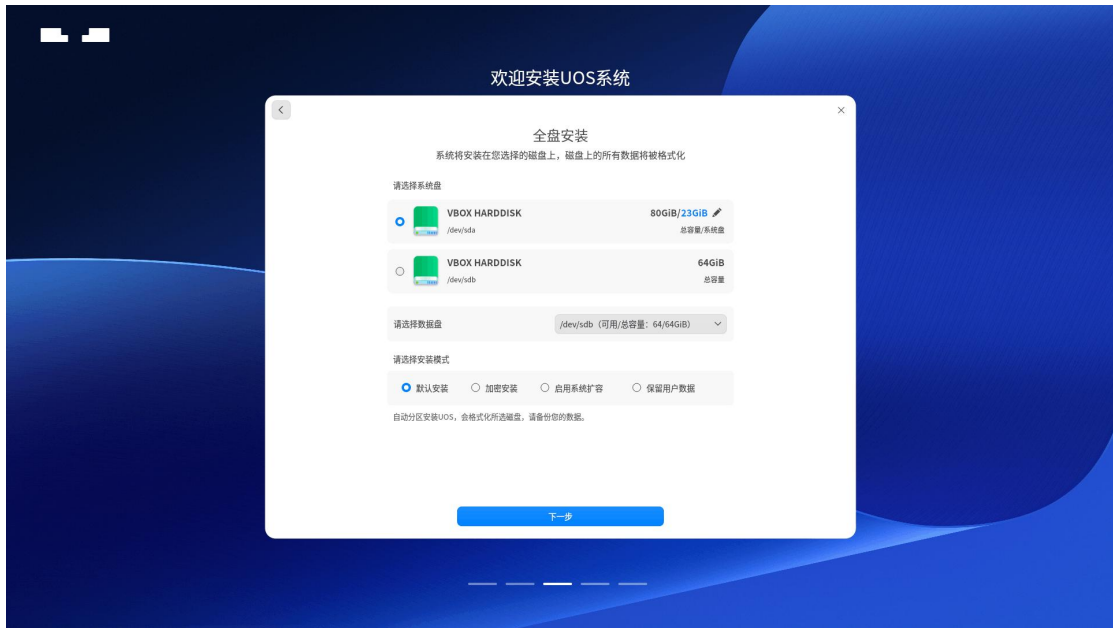 欢迎安装UOS系统
全盘安装
系统将安装在您选择的磁盘上，磁盘上的所有数据将被格式化
请选择系统盘
VBOX HARDDISK 80GiB/23GiB
/dev/sda 总容量/系统盘
VBOX HARDDISK 64GiB
/dev/sdb 总容量
请选择数据盘 /dev/sdb（可用/总容量：64/64GiB）
请选择安装模式
默认安装 加密安装 启用系统扩容 保留用户数据
自动分区安装UOS，会格式化所选磁盘，请备份您的数据。
下一步